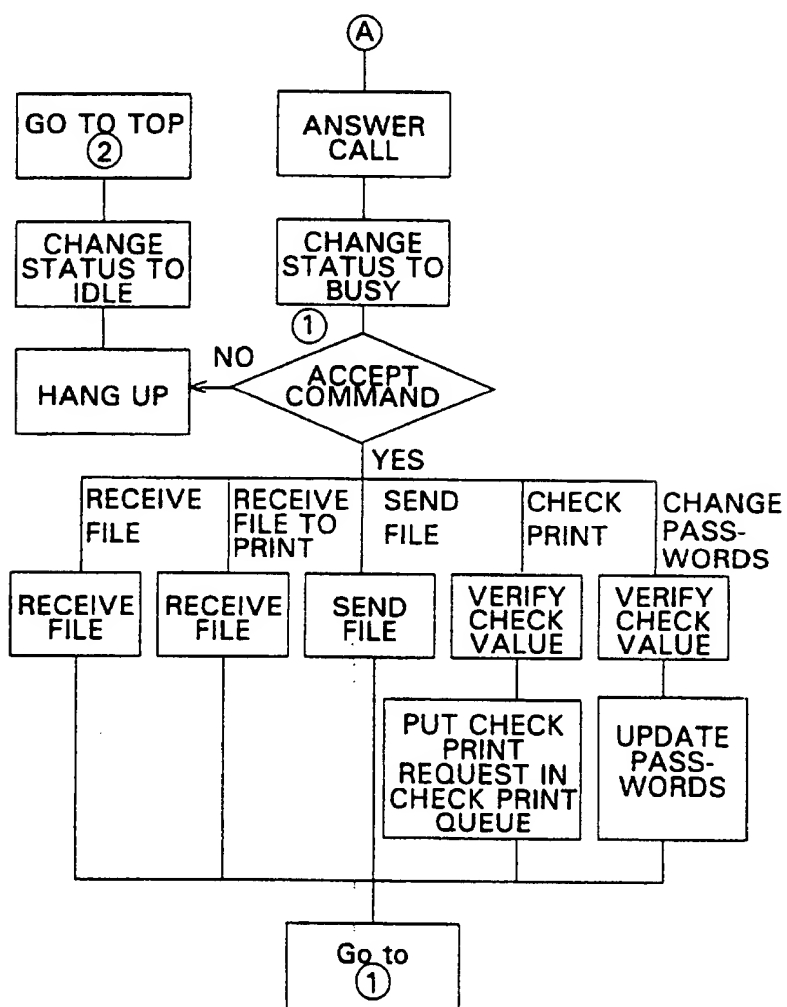 A
GO TO TOP
2
ANSWER
CALL
CHANGE
STATUS TO
IDLE
CHANGE
STATUS TO
BUSY
1
NO
HANG UP
ACCEPT
COMMAND
YES
RECEIVE
FILE
RECEIVE
FILE TO
PRINT
SEND
FILE
CHECK
PRINT
CHANGE
PASS-
WORDS
RECEIVE
FILE
RECEIVE
FILE
SEND
FILE
VERIFY
CHECK
VALUE
VERIFY
CHECK
VALUE
PUT CHECK
PRINT
REQUEST IN
CHECK PRINT
QUEUE
UPDATE
PASS-
WORDS
Go to
1